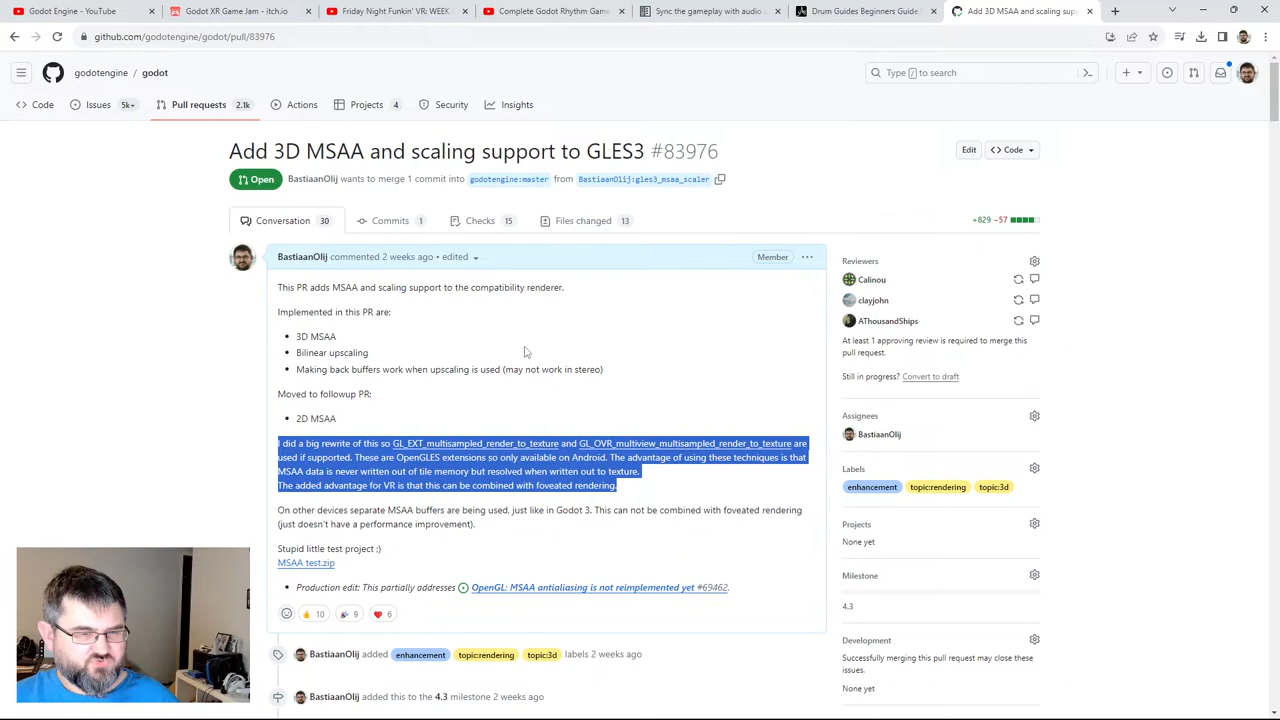 Godot Engine - YouTube
Godot XR Game Jam - itch.io
Friday Night Funkin' VR: WEEK
Complete Godot Rhythm Game
Sync the gameplay with audio
Drum Guides Beginners Guide
Add 3D MSAA and scaling supp
github.com/godotengine/godot/pull/83976
godotengine / godot
Type / to search
Code
Issues 5k+
Pull requests 2.1k
Actions
Projects 4
Security
Insights
Add 3D MSAA and scaling support to GLES3 #83976
Edit
<> Code
Open
BastiaanOlij wants to merge 1 commit into godotengine:master from BastiaanOlij:gles3_msaa_scaler
Conversation 30
Commits 1
Checks 15
Files changed 13
+829 −57
BastiaanOlij commented 2 weeks ago • edited
Member
This PR adds MSAA and scaling support to the compatibility renderer.
Implemented in this PR are:
• 3D MSAA
• Bilinear upscaling
• Making back buffers work when upscaling is used (may not work in stereo)
Moved to followup PR:
• 2D MSAA
I did a big rewrite of this so GL_EXT_multisampled_render_to_texture and GL_OVR_multiview_multisampled_render_to_texture are
used if supported. These are OpenGLES extensions so only available on Android. The advantage of using these techniques is that
MSAA data is never written out of tile memory but resolved when written out to texture.
The added advantage for VR is that this can be combined with foveated rendering.
On other devices separate MSAA buffers are being used, just like in Godot 3. This can not be combined with foveated rendering
(just doesn't have a performance improvement).
Stupid little test project ;)
MSAA test.zip
• Production edit: This partially addresses OpenGL: MSAA antialiasing is not reimplemented yet #69462.
10
9
6
BastiaanOlij added enhancement topic:rendering topic:3d labels 2 weeks ago
BastiaanOlij added this to the 4.3 milestone 2 weeks ago
Reviewers
Calinou
clayjohn
AThousandShips
At least 1 approving review is required to merge this
pull request.
Still in progress? Convert to draft
Assignees
BastiaanOlij
Labels
enhancement topic:rendering topic:3d
Projects
None yet
Milestone
4.3
Development
Successfully merging this pull request may close these
issues.
None yet